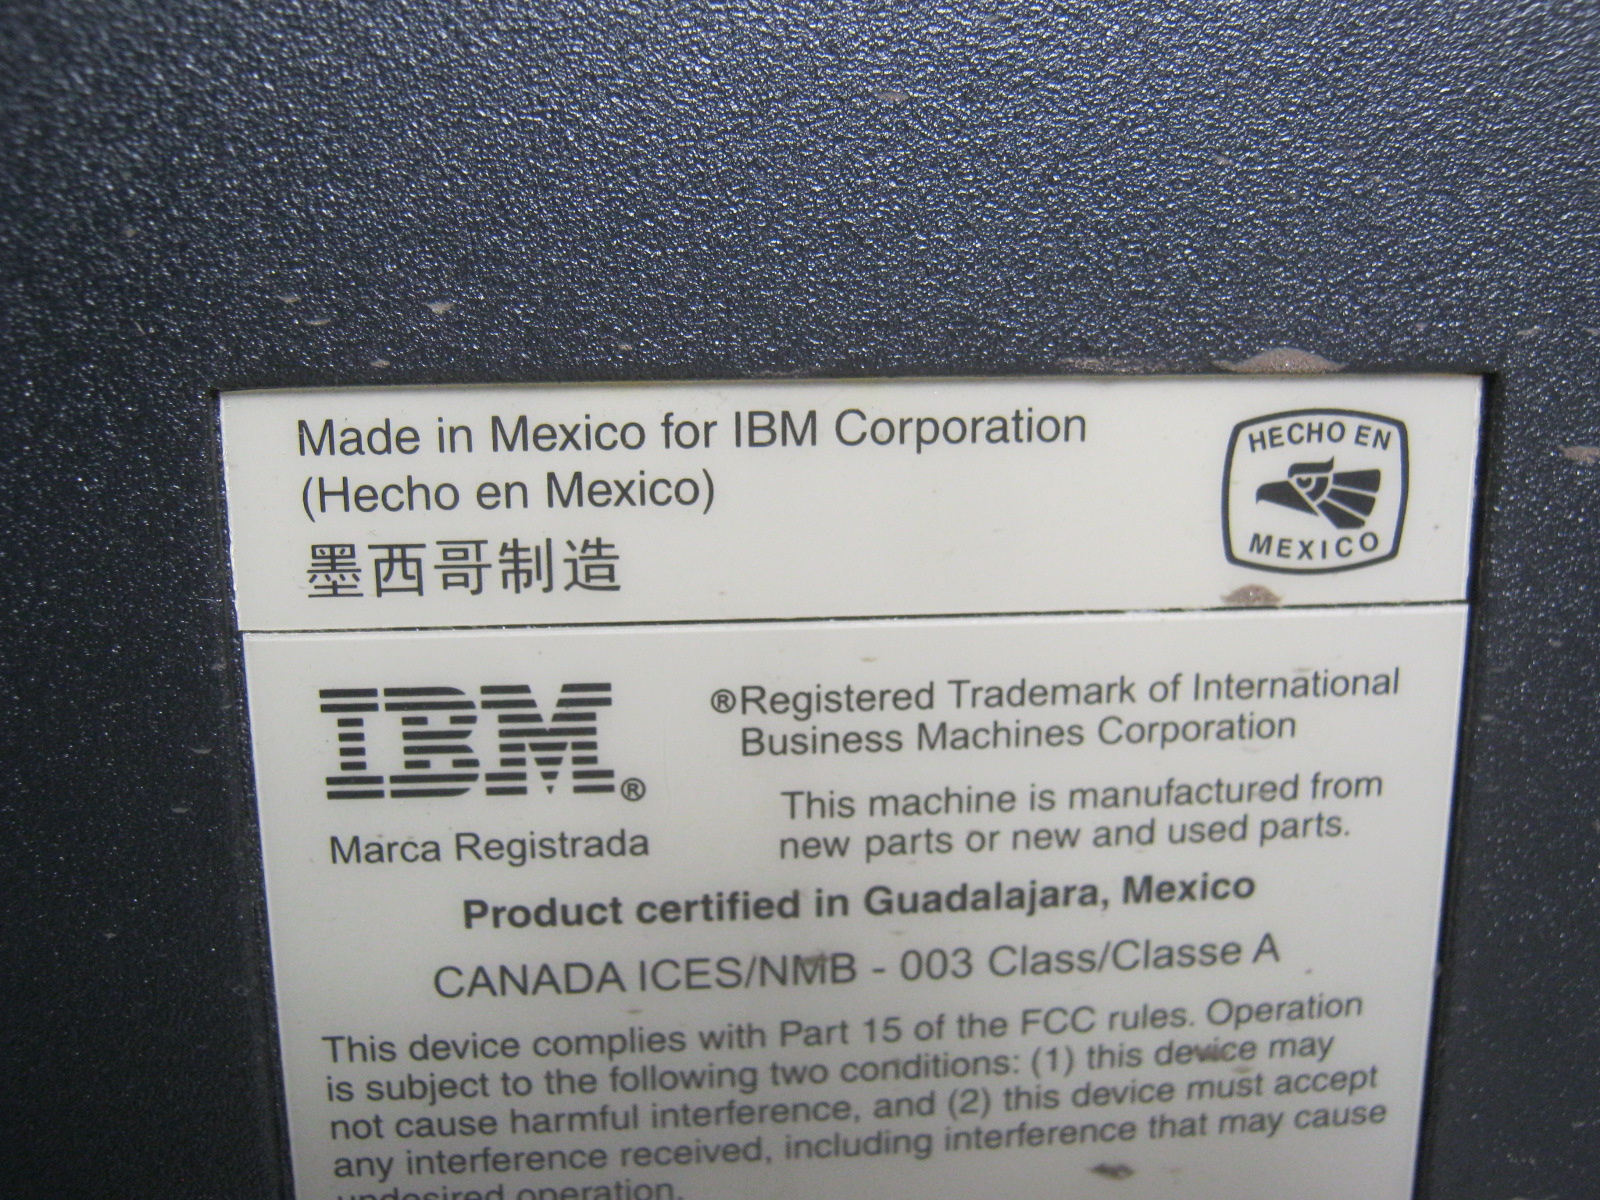 Made in Mexico for IBM Corporation
(Hecho en Mexico)
墨西哥制造
HECHO EN
MEXICO
IBM®
Marca Registrada
®Registered Trademark of International
Business Machines Corporation
This machine is manufactured from
new parts or new and used parts.
Product certified in Guadalajara, Mexico
CANADA ICES/NMB - 003 Class/Classe A
This device complies with Part 15 of the FCC rules. Operation
is subject to the following two conditions: (1) this device may
not cause harmful interference, and (2) this device must accept
any interference received, including interference that may cause
undesired operation.